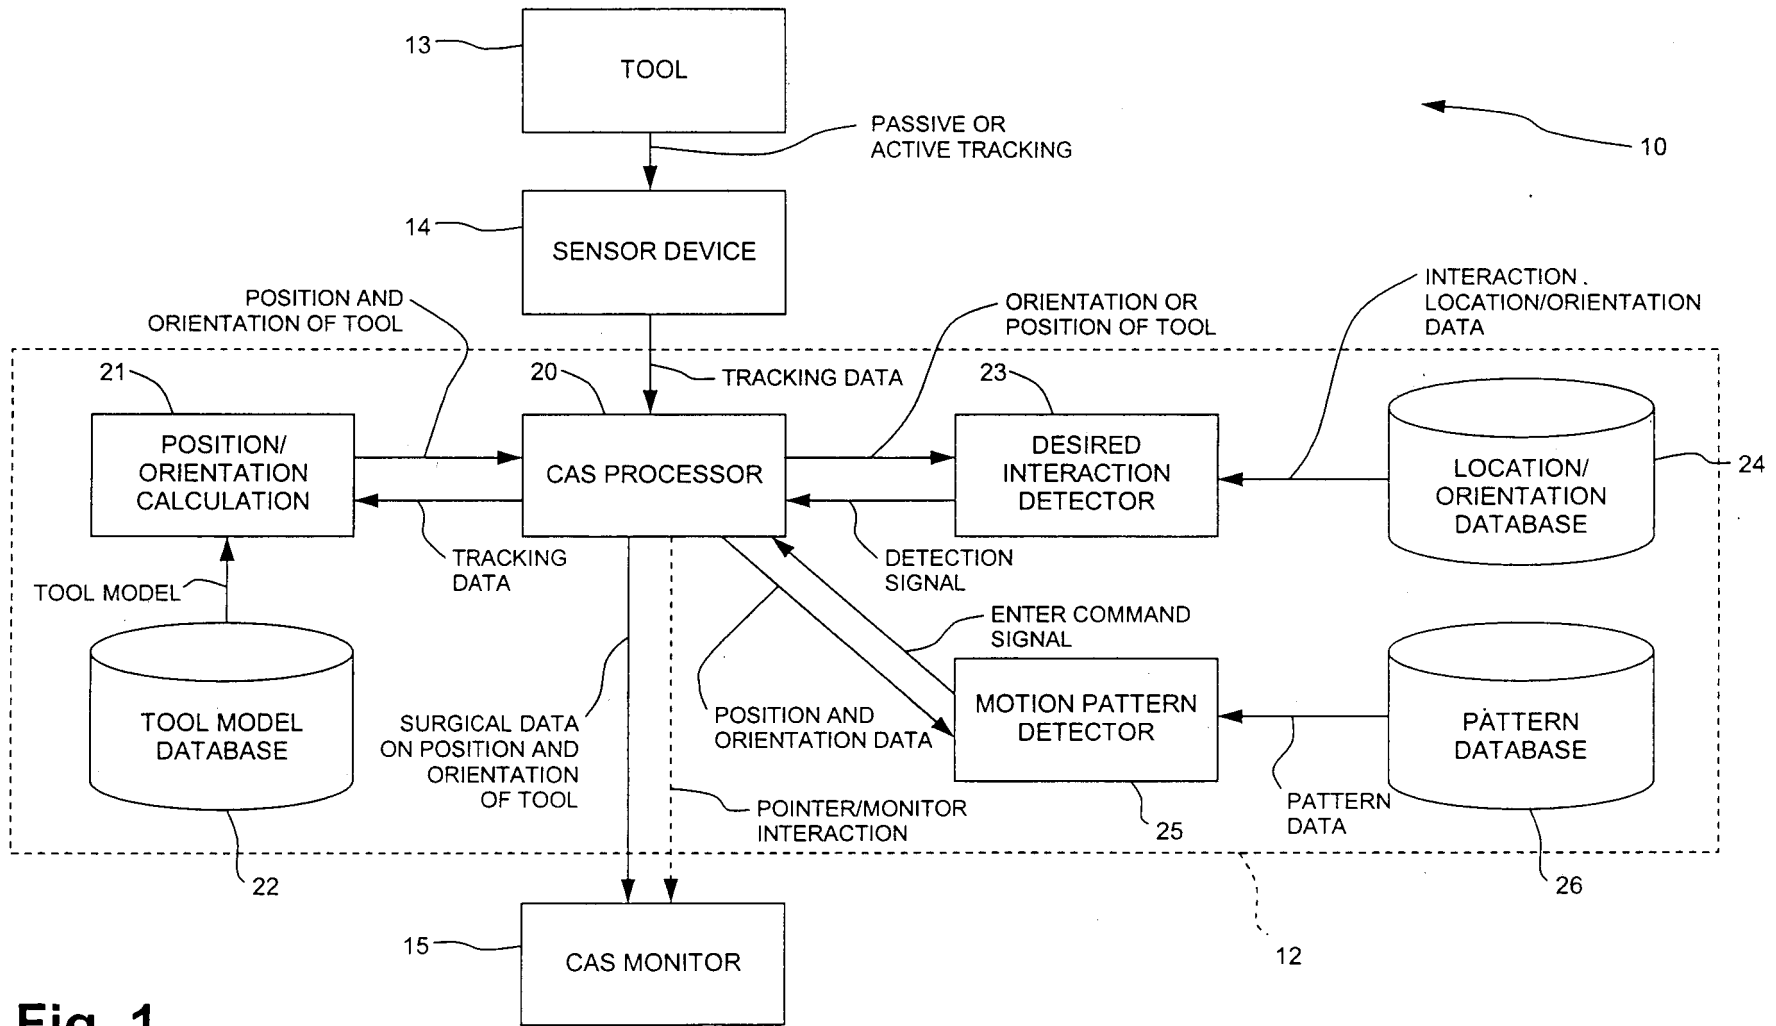 13
TOOL
PASSIVE OR
ACTIVE TRACKING
10
14
SENSOR DEVICE
POSITION AND
ORIENTATION OF TOOL
ORIENTATION OR
POSITION OF TOOL
INTERACTION
LOCATION/ORIENTATION
DATA
21
20
TRACKING DATA
23
POSITION/
ORIENTATION
CALCULATION
CAS PROCESSOR
DESIRED
INTERACTION
DETECTOR
LOCATION/
ORIENTATION
DATABASE
24
TRACKING
DATA
DETECTION
SIGNAL
TOOL MODEL
ENTER COMMAND
SIGNAL
TOOL MODEL
DATABASE
SURGICAL DATA
ON POSITION AND
ORIENTATION
OF TOOL
POSITION AND
ORIENTATION DATA
MOTION PATTERN
DETECTOR
PATTERN
DATABASE
POINTER/MONITOR
INTERACTION
25
PATTERN
DATA
22
26
15
CAS MONITOR
12
Fig. 1